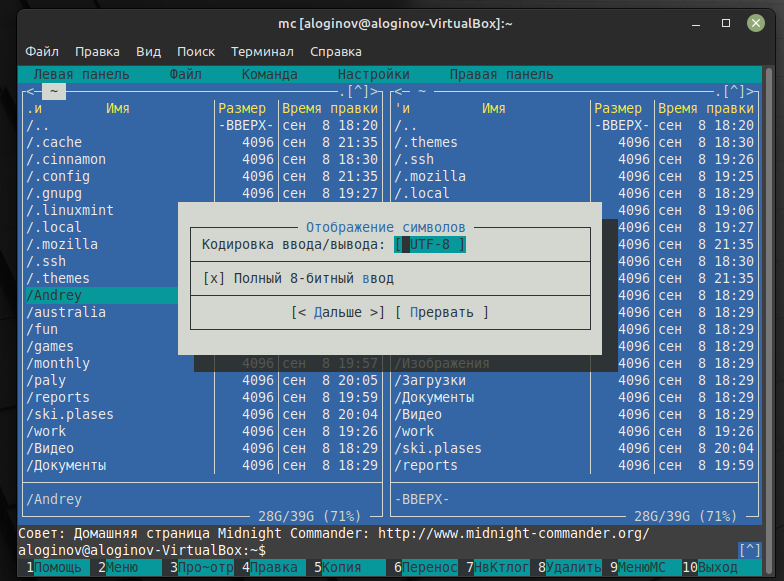 mc [aloginov@aloginov-VirtualBox]:~
Файл Правка Вид Поиск Терминал Справка
Левая панель Файл Команда Настройки Правая панель
<─ ~ .[^]> <─ ~ .[^]>
.и Имя Размер Время правки 'и Имя Размер Время правки
/.. -ВВЕРХ- сен 8 18:20 /.. -ВВЕРХ- сен 8 18:20
/.cache 4096 сен 8 21:35 /.themes 4096 сен 8 18:30
/.cinnamon 4096 сен 8 18:30 /.ssh 4096 сен 8 19:26
/.config 4096 сен 8 21:35 /.mozilla 4096 сен 8 19:25
/.gnupg 4096 сен 8 19:27 /.local 4096 сен 8 18:29
/.linuxmint 4096 сен 8 19:06
/.local Отображение символов 4096 сен 8 19:27
/.mozilla Кодировка ввода/вывода: [ UTF-8 ] 4096 сен 8 21:35
/.ssh 4096 сен 8 18:30
/.themes [x] Полный 8-битный ввод 4096 сен 8 21:35
/Andrey 4096 сен 8 18:29
/australia [< Дальше >] [ Прервать ] 4096 сен 8 18:29
/fun 4096 сен 8 18:29
/games 4096 сен 8 18:29
/monthly 4096 сен 8 19:57 /Изображения 4096 сен 8 18:29
/paly 4096 сен 8 20:05 /Загрузки 4096 сен 8 18:29
/reports 4096 сен 8 19:59 /Документы 4096 сен 8 18:29
/ski.plases 4096 сен 8 20:04 /Видео 4096 сен 8 18:29
/work 4096 сен 8 19:26 /work 4096 сен 8 19:26
/Видео 4096 сен 8 18:29 /ski.plases 4096 сен 8 20:04
/Документы 4096 сен 8 18:29 /reports 4096 сен 8 19:59
/Andrey -ВВЕРХ-
28G/39G (71%) 28G/39G (71%)
Совет: Домашняя страница Midnight Commander: http://www.midnight-commander.org/
aloginov@aloginov-VirtualBox:~$ [^]
1Помощь 2Меню 3Про~отр 4Правка 5Копия 6Перенос 7НвКтлог 8Удалить 9МенюМС 10Выход